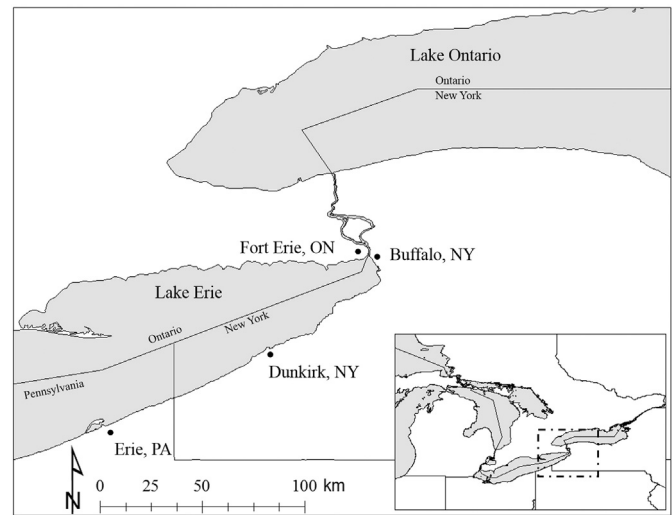 Lake Ontario
Ontario
New York
Fort Erie, ON
Buffalo, NY
Lake Erie
Ontario
New York
Pennsylvania
Dunkirk, NY
Erie, PA
N
0 25 50 100 km